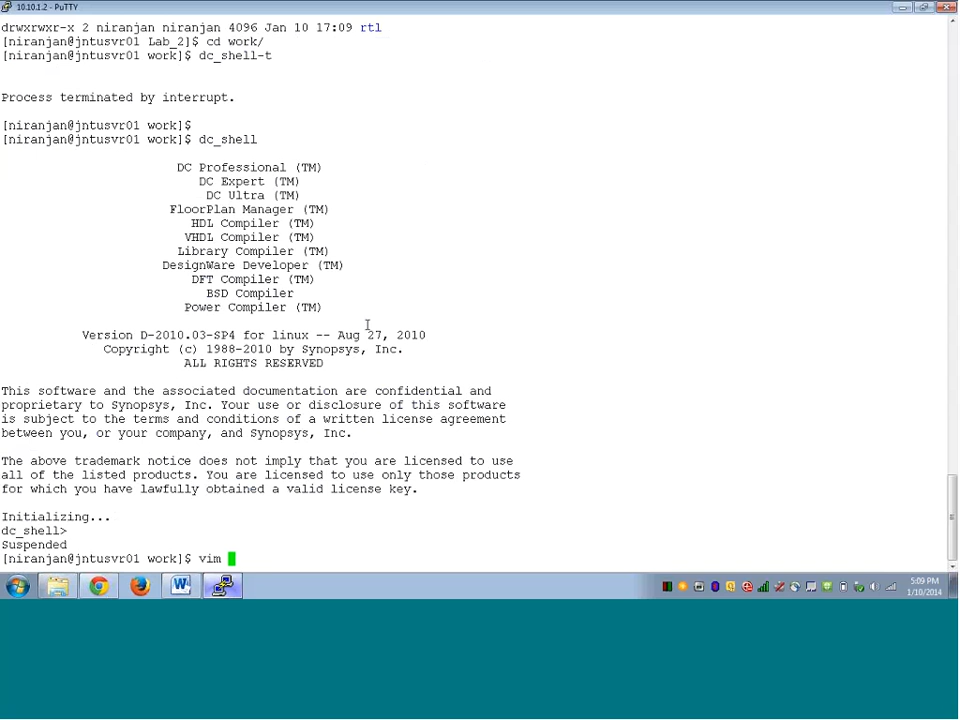 10.10.1.2 - PuTTY
drwxrwxr-x 2 niranjan niranjan 4096 Jan 10 17:09 rtl
[niranjan@jntusvr01 Lab_2]$ cd work/
[niranjan@jntusvr01 work]$ dc_shell-t
Process terminated by interrupt.
[niranjan@jntusvr01 work]$
[niranjan@jntusvr01 work]$ dc_shell
DC Professional (TM)
DC Expert (TM)
DC Ultra (TM)
FloorPlan Manager (TM)
HDL Compiler (TM)
VHDL Compiler (TM)
Library Compiler (TM)
DesignWare Developer (TM)
DFT Compiler (TM)
BSD Compiler
Power Compiler (TM)
Version D-2010.03-SP4 for linux -- Aug 27, 2010
Copyright (c) 1988-2010 by Synopsys, Inc.
ALL RIGHTS RESERVED
This software and the associated documentation are confidential and
proprietary to Synopsys, Inc. Your use or disclosure of this software
is subject to the terms and conditions of a written license agreement
between you, or your company, and Synopsys, Inc.
The above trademark notice does not imply that you are licensed to use
all of the listed products. You are licensed to use only those products
for which you have lawfully obtained a valid license key.
Initializing...
dc_shell>
Suspended
[niranjan@jntusvr01 work]$ vim
5:09 PM
1/10/2014